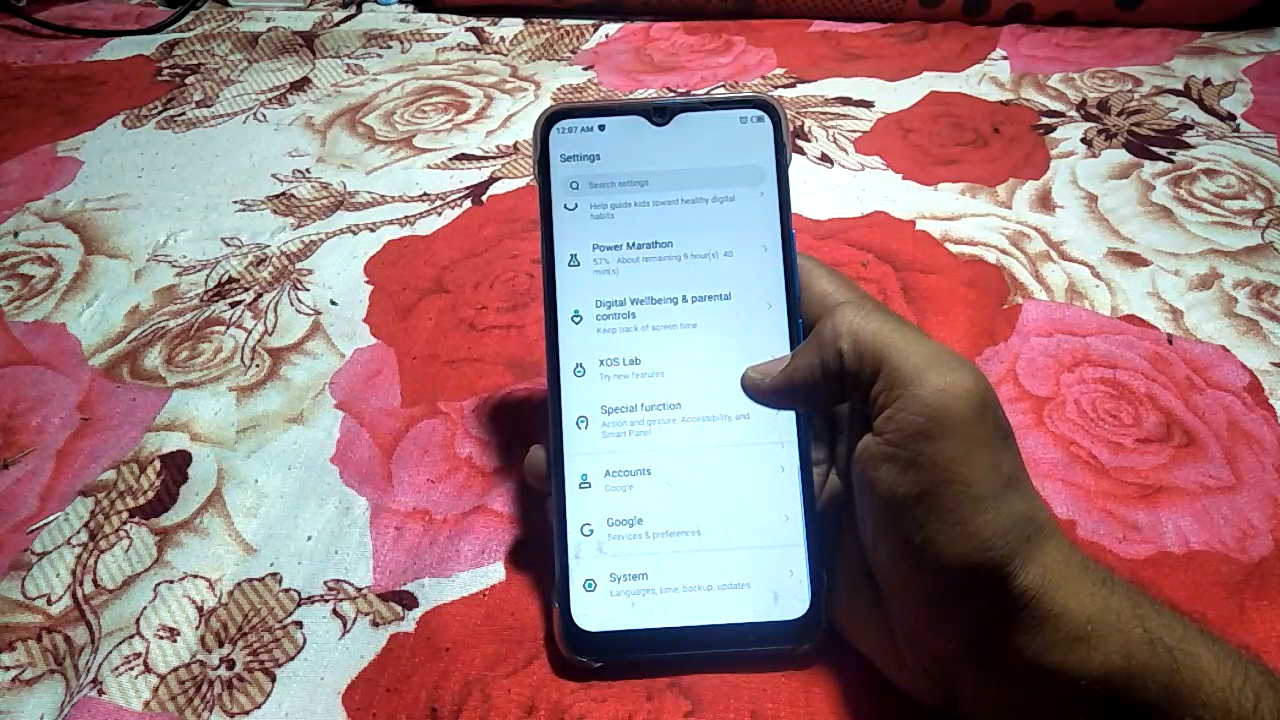 12:07 AM
Settings
Search settings
Help guide kids toward healthy digital
habits
Power Marathon
57% · About remaining 9 hour(s) 40
min(s)
Digital Wellbeing & parental
controls
Keep track of screen time
XOS Lab
Try new features
Special function
Action and gesture, Accessibility, and
Smart Panel
Accounts
Google
Google
Services & preferences
System
Languages, time, backup, updates